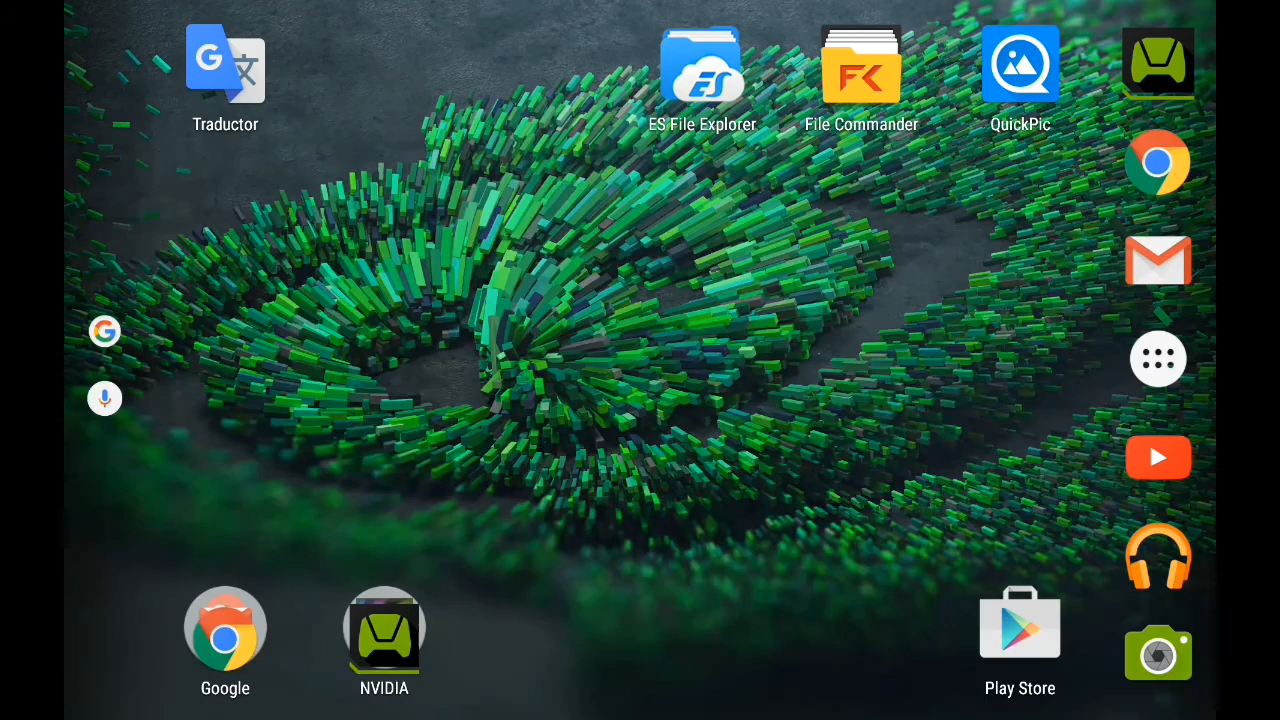 Traductor
ES File Explorer
File Commander
QuickPic
Google
NVIDIA
Play Store